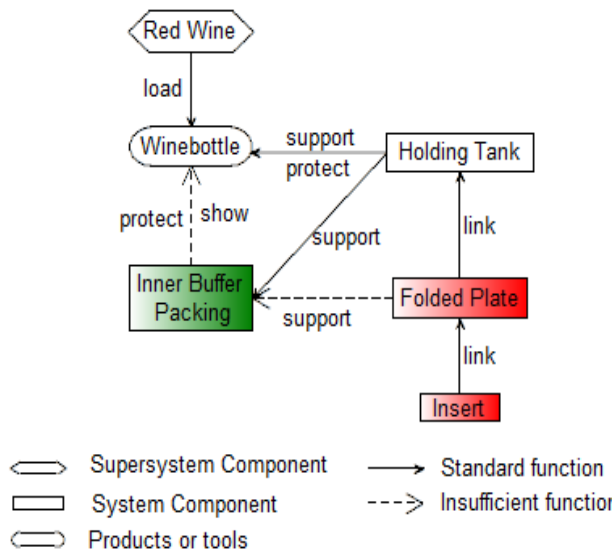 Red Wine
load
Winebottle
support
protect
Holding Tank
protect
show
support
link
Inner Buffer
Packing
support
Folded Plate
link
Insert
Supersystem Component
Standard function
System Component
Insufficient function
Products or tools